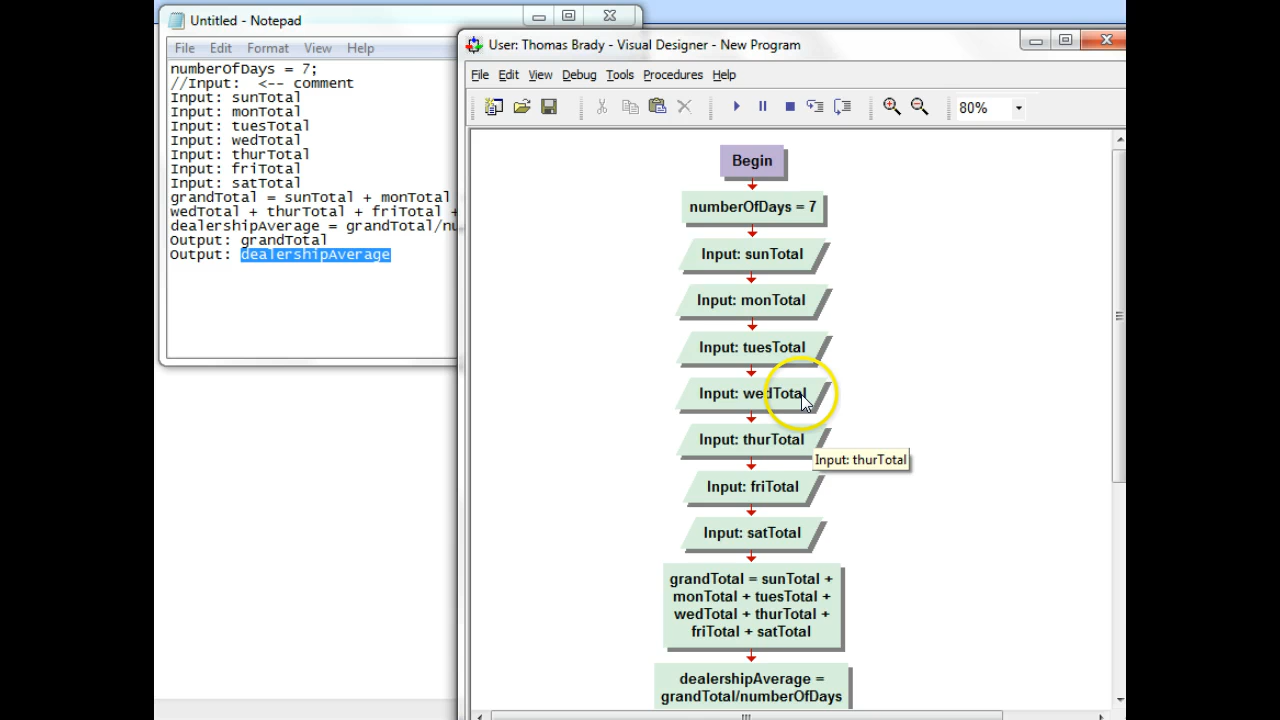 Untitled - Notepad
File Edit Format View Help
numberOfDays = 7;
//Input: <-- comment
Input: sunTotal
Input: monTotal
Input: tuesTotal
Input: wedTotal
Input: thurTotal
Input: friTotal
Input: satTotal
grandTotal = sunTotal + monTotal
wedTotal + thurTotal + friTotal +
dealershipAverage = grandTotal/nu
Output: grandTotal
Output: dealershipAverage
User: Thomas Brady - Visual Designer - New Program
File Edit View Debug Tools Procedures Help
80%
Begin
numberOfDays = 7
Input: sunTotal
Input: monTotal
Input: tuesTotal
Input: wedTotal
Input: thurTotal
Input: thurTotal
Input: friTotal
Input: satTotal
grandTotal = sunTotal +
monTotal + tuesTotal +
wedTotal + thurTotal +
friTotal + satTotal
dealershipAverage =
grandTotal/numberOfDays